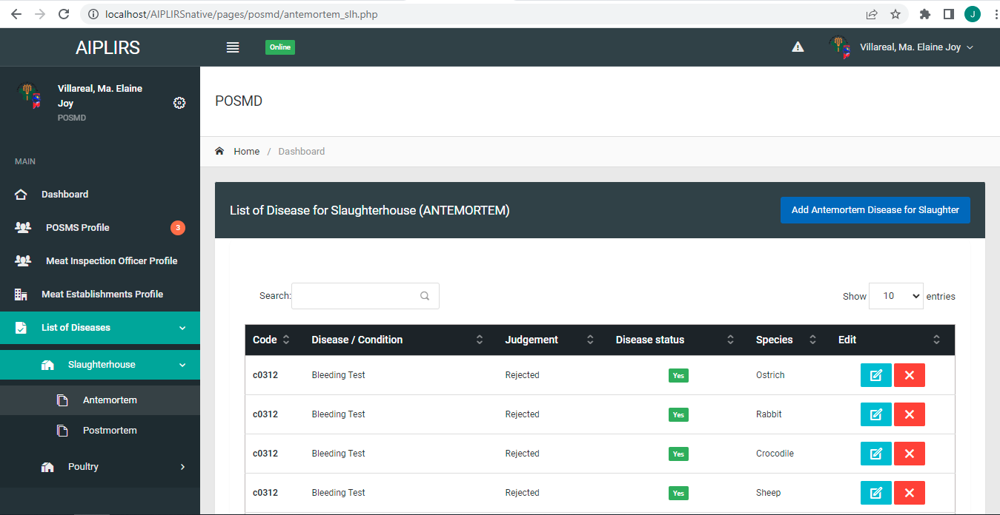 localhost/AIPLIRSnative/pages/posmd/antemortem_slh.php
J
AIPLIRS
Online
Villareal, Ma. Elaine Joy
Villareal, Ma. Elaine
Joy
POSMD
MAIN
Dashboard
POSMS Profile
3
Meat Inspection Officer Profile
Meat Establishments Profile
List of Diseases
Slaughterhouse
Antemortem
Postmortem
Poultry
POSMD
Home / Dashboard
List of Disease for Slaughterhouse (ANTEMORTEM)
Add Antemortem Disease for Slaughter
Search:
Show 10 entries
Code Disease / Condition Judgement Disease status Species Edit
c0312 Bleeding Test Rejected Yes Ostrich
c0312 Bleeding Test Rejected Yes Rabbit
c0312 Bleeding Test Rejected Yes Crocodile
c0312 Bleeding Test Rejected Yes Sheep